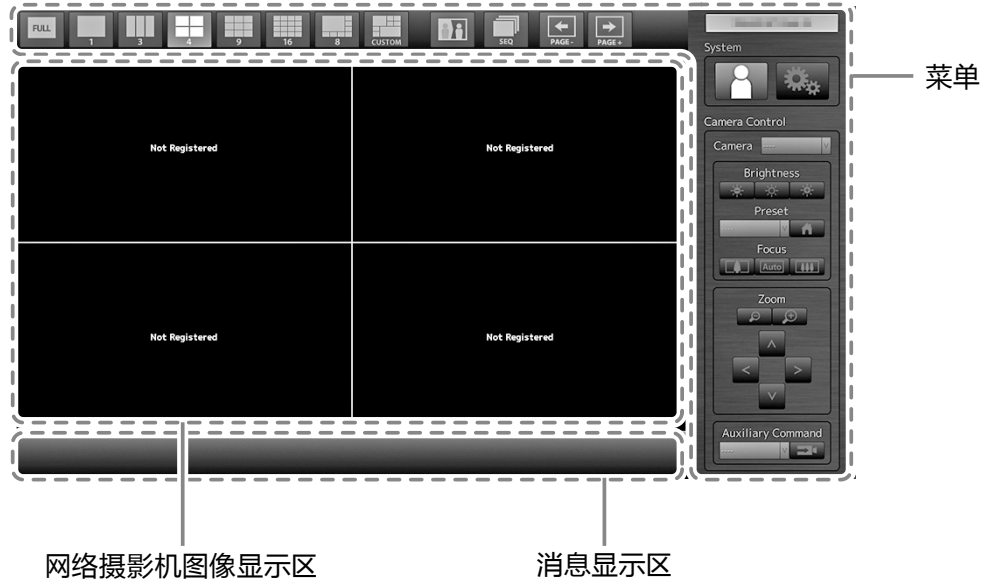 FULL 1 3 4 9 16 8 CUSTOM SEQ PAGE - PAGE +
System
菜单
Camera Control
Camera ----
Not Registered Not Registered
Brightness
Preset
---
Focus
Auto
Zoom
Not Registered Not Registered
Auxiliary Command
----
网络摄影机图像显示区
消息显示区